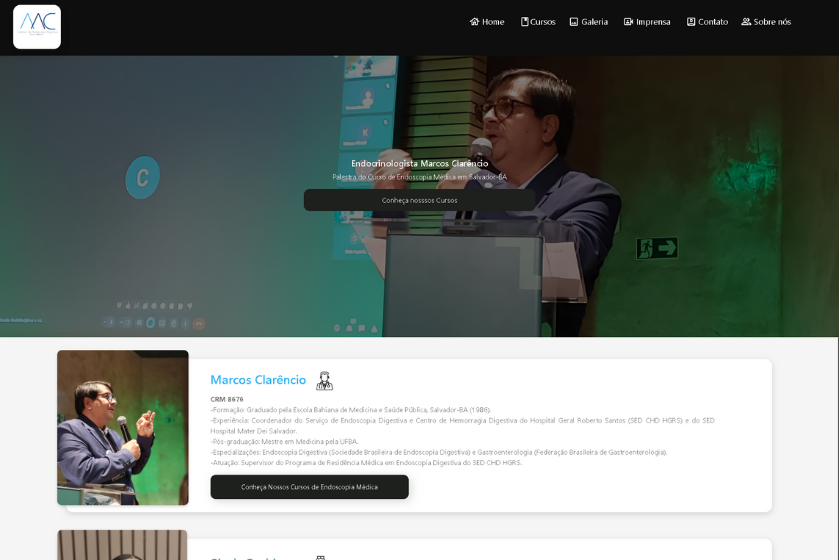 AAC
Home Cursos Galeria Imprensa Contato Sobre nós
C
K
Endocrinologista Marcos Clarêncio
Palestra do Curso de Endoscopia Médica em Salvador-BA
Conheça nosssos Cursos
Marcos Clarêncio
CRM 8676
-Formação: Graduado pela Escola Bahiana de Medicina e Saúde Pública, Salvador-BA (1986).
-Experiência: Coordenador do Serviço de Endoscopia Digestiva e Centro de Hemorragia Digestiva do Hospital Geral Roberto Santos (SED CHD HGRS) e do SED
Hospital Mater Dei Salvador.
-Pós-graduação: Mestre em Medicina pela UFBA.
-Especializações: Endoscopia Digestiva (Sociedade Brasileira de Endoscopia Digestiva) e Gastroenterologia (Federação Brasileira de Gastroenterologia).
-Atuação: Supervisor do Programa de Residência Médica em Endoscopia Digestiva do SED CHD HGRS.
Conheça Nossos Cursos de Endoscopia Médica